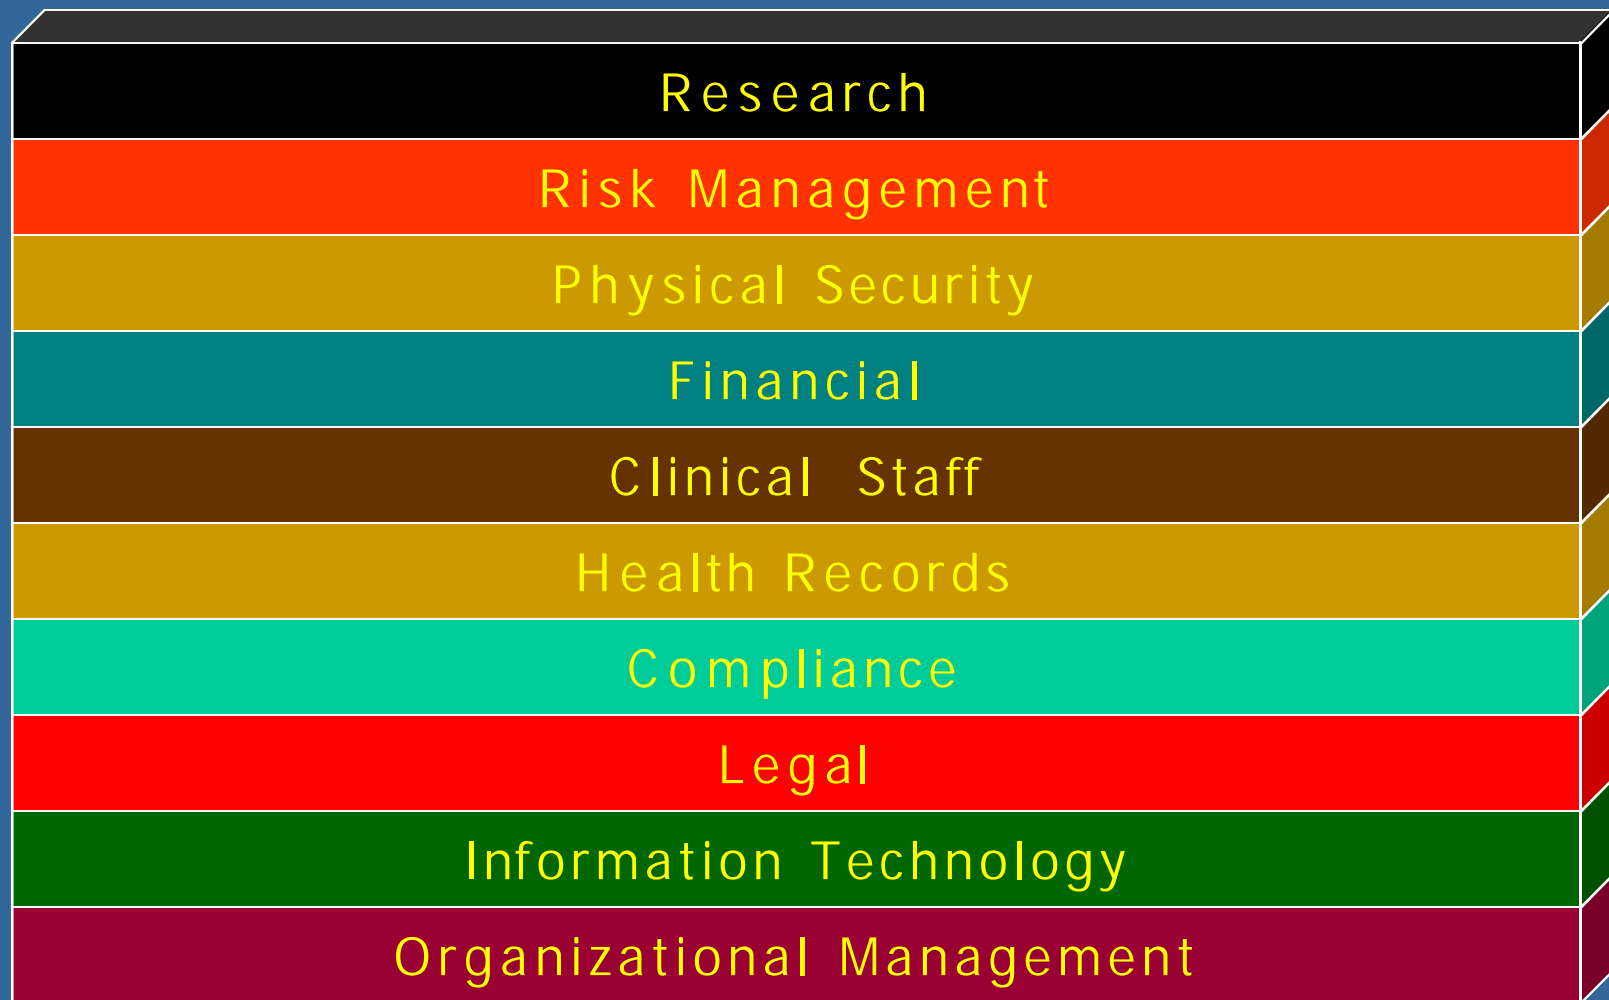 Research
Risk Management
Physical Security
Financial
Clinical Staff
Health Records
Compliance
Legal
Information Technology
Organizational Management